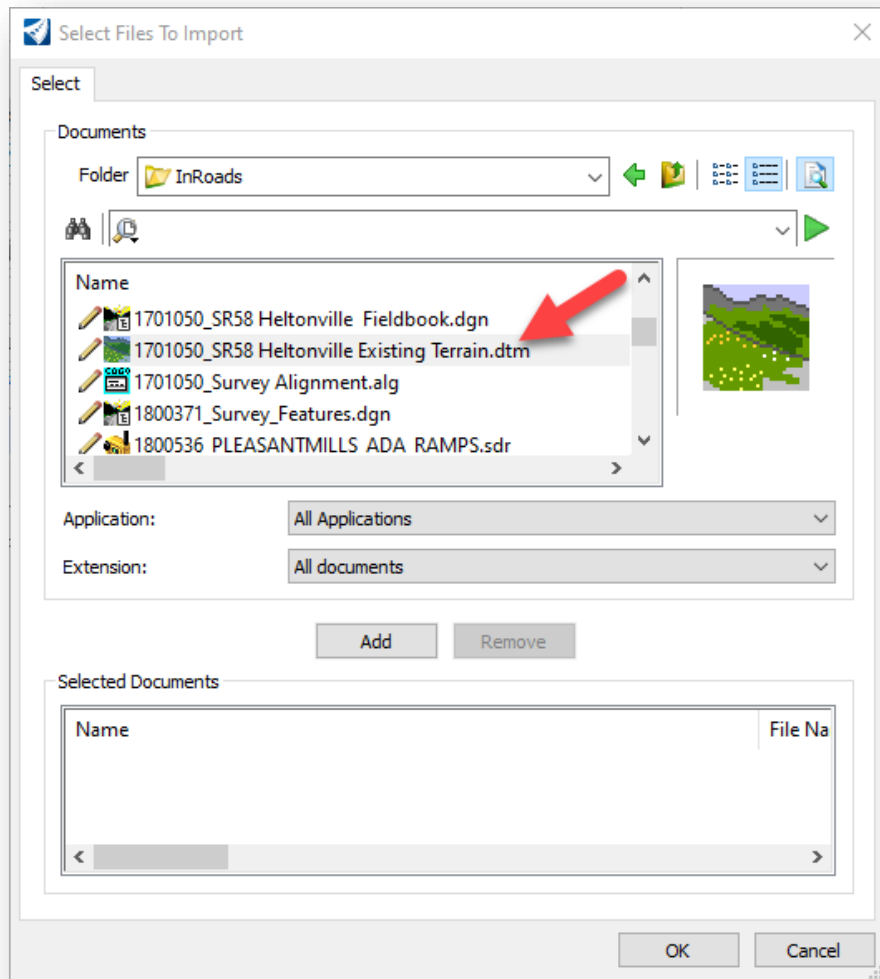 Select Files To Import
Select
Documents
Folder InRoads
Name
1701050_SR58 Heltonville Fieldbook.dgn
1701050_SR58 Heltonville Existing Terrain.dtm
1701050_Survey Alignment.alg
1800371_Survey_Features.dgn
1800536_PLEASANTMILLS_ADA_RAMPS.sdr
Application: All Applications
Extension: All documents
Add Remove
Selected Documents
Name File Na
OK Cancel